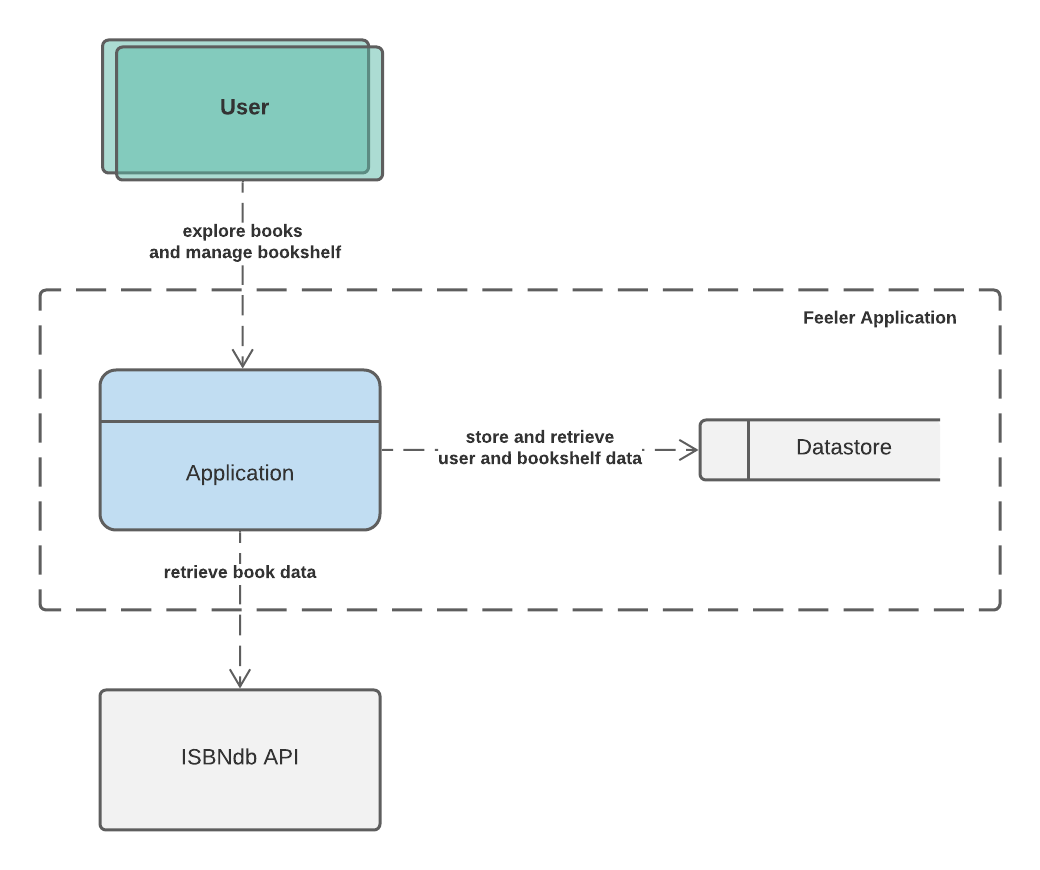 User
explore books
and manage bookshelf
Feeler Application
Application
store and retrieve
user and bookshelf data
Datastore
retrieve book data
ISBNdb API